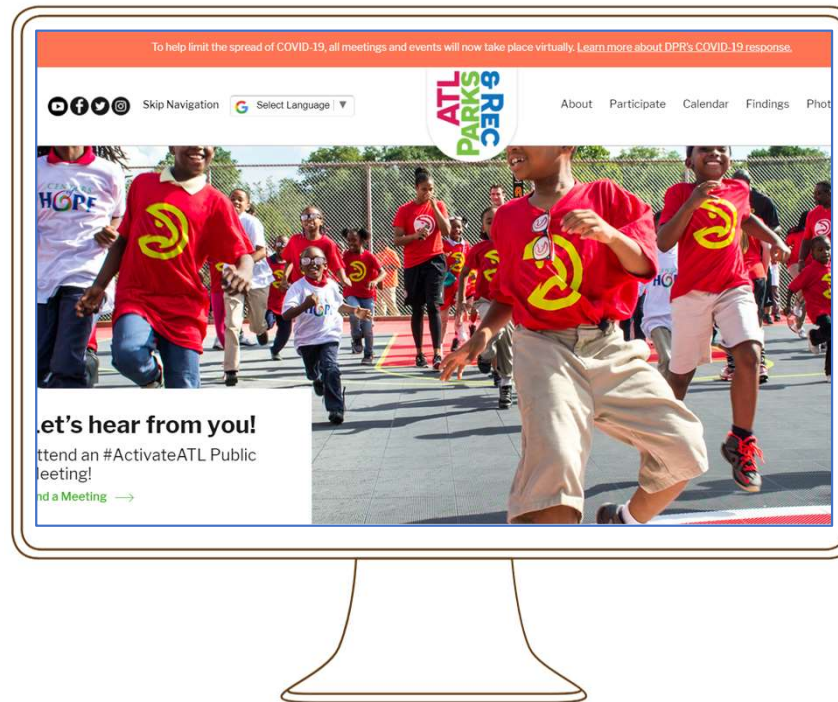 To help limit the spread of COVID-19, all meetings and events will now take place virtually. Learn more about DPR's COVID-19 response.
Skip Navigation
Select Language
ATL
PARKS
& REC
About Participate Calendar Findings Phot
HOPE
HOPE
et's hear from you!
ttend an #ActivateATL Public
eeting!
nd a Meeting →